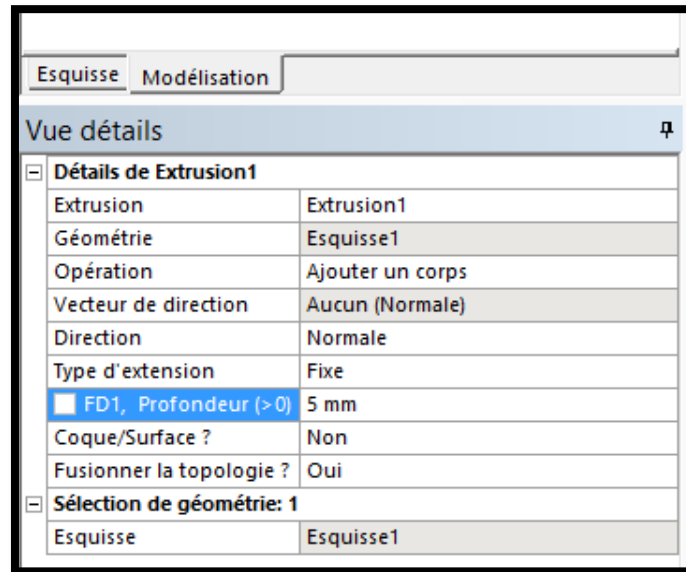 Esquisse Modélisation
Vue détails
Détails de Extrusion1
Extrusion Extrusion1
Géométrie Esquisse1
Opération Ajouter un corps
Vecteur de direction Aucun (Normale)
Direction Normale
Type d'extension Fixe
FD1, Profondeur (>0) 5 mm
Coque/Surface ? Non
Fusionner la topologie ? Oui
Sélection de géométrie: 1
Esquisse Esquisse1